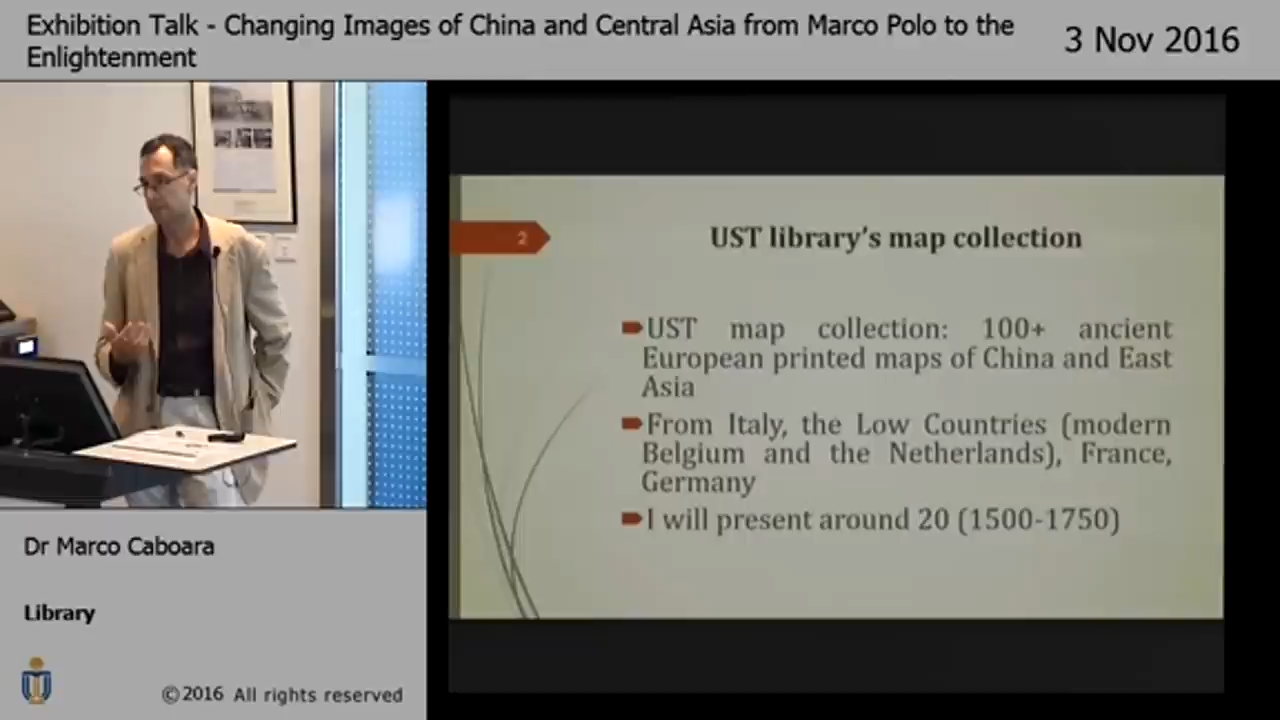 Exhibition Talk - Changing Images of China and Central Asia from Marco Polo to the
Enlightenment
3 Nov 2016
2
UST library's map collection
UST map collection: 100+ ancient
European printed maps of China and East
Asia
From Italy, the Low Countries (modern
Belgium and the Netherlands), France,
Germany
I will present around 20 (1500-1750)
Dr Marco Caboara
Library
©2016 All rights reserved